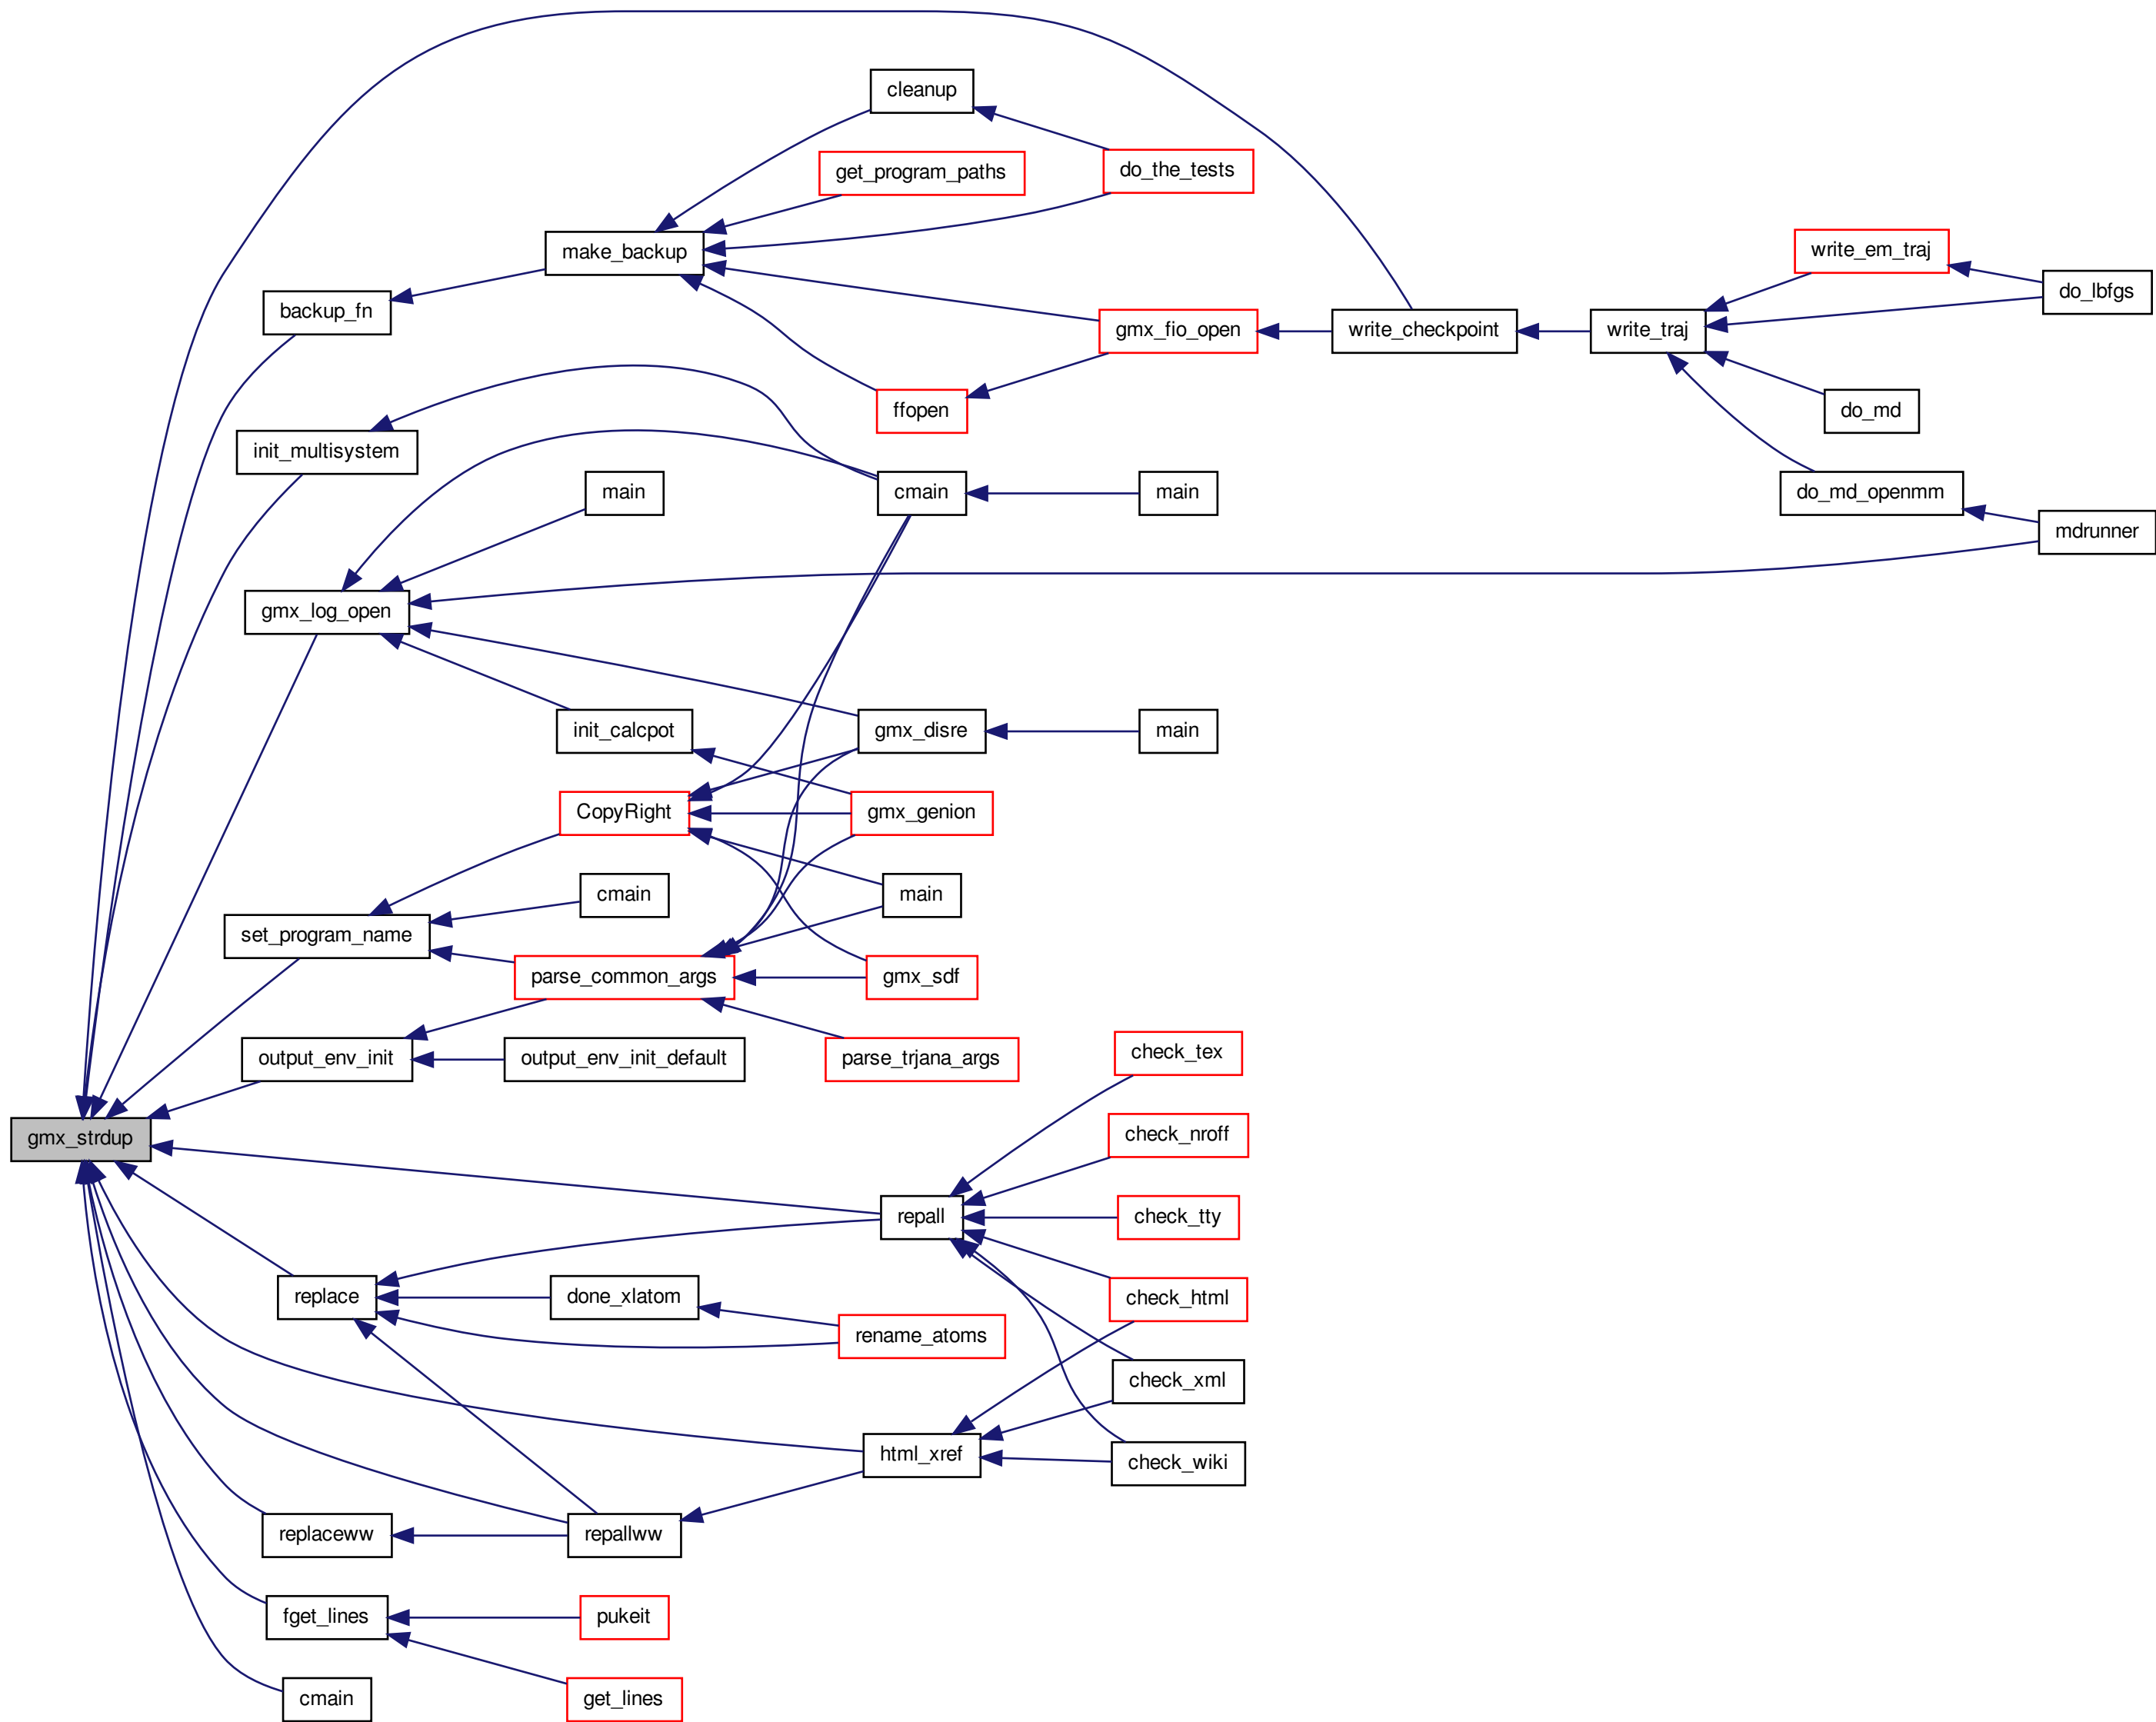 cleanup
get_program_paths
do_the_tests
make_backup
write_em_traj
do_lbfgs
backup_fn
gmx_fio_open
write_checkpoint
write_traj
ffopen
do_md
init_multisystem
main
cmain
main
do_md_openmm
mdrunner
gmx_log_open
init_calcpot
gmx_disre
main
CopyRight
gmx_genion
cmain
main
set_program_name
parse_common_args
gmx_sdf
output_env_init
output_env_init_default
parse_trjana_args
check_tex
gmx_strdup
check_nroff
repall
check_tty
replace
done_xlatom
check_html
rename_atoms
check_xml
html_xref
check_wiki
replaceww
repallww
fget_lines
pukeit
cmain
get_lines